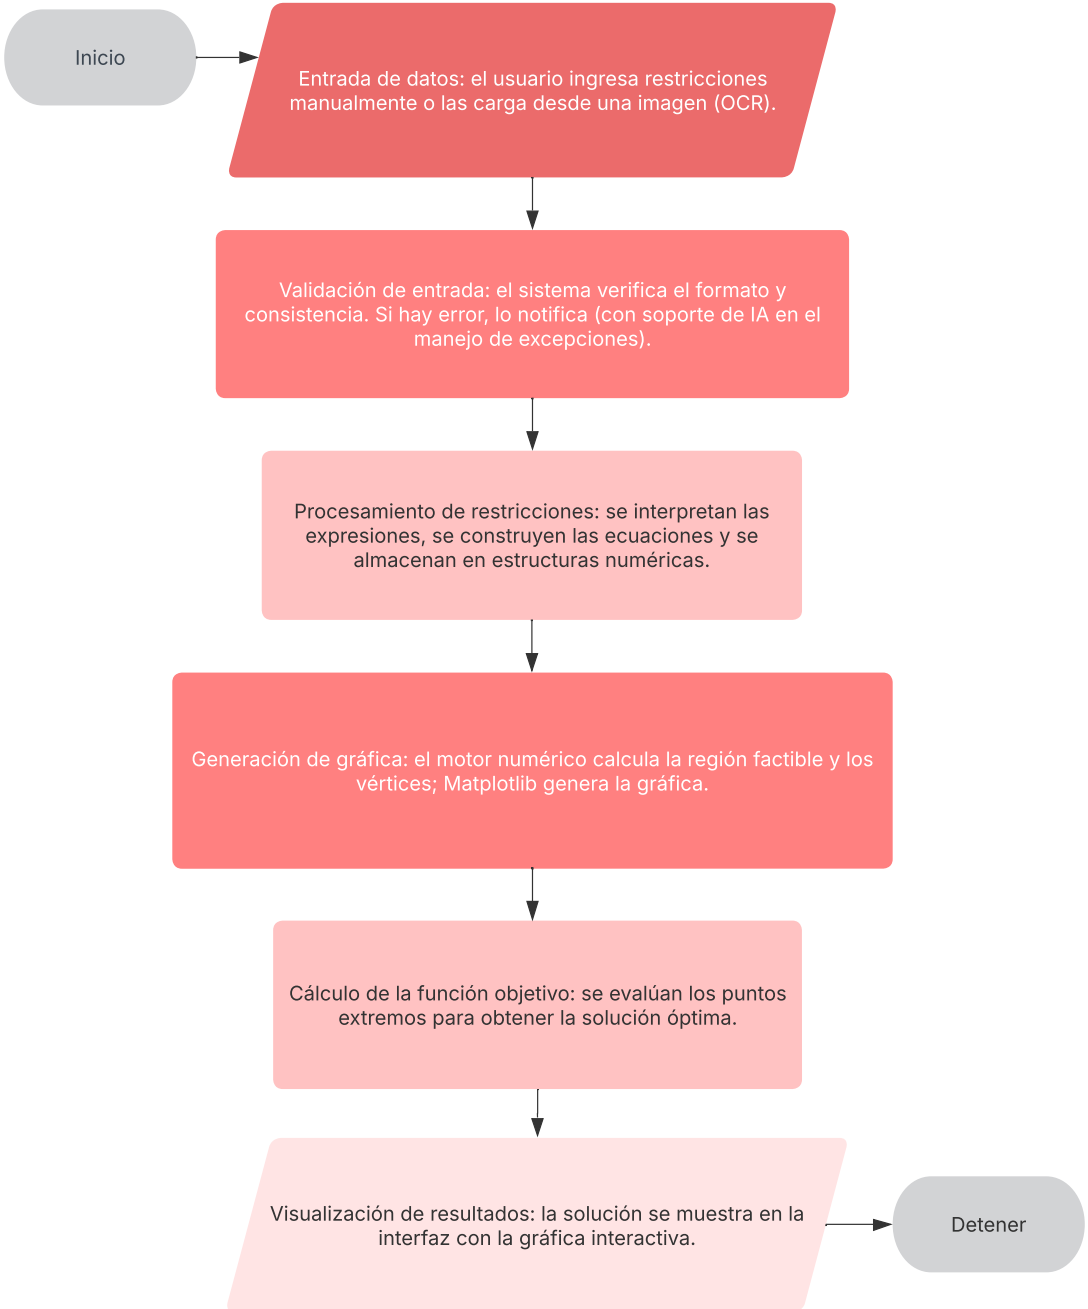 Inicio
Entrada de datos: el usuario ingresa restricciones
manualmente o las carga desde una imagen (OCR).
Validación de entrada: el sistema verifica el formato y
consistencia. Si hay error, lo notifica (con soporte de IA en el
manejo de excepciones).
Procesamiento de restricciones: se interpretan las
expresiones, se construyen las ecuaciones y se
almacenan en estructuras numéricas.
Generación de gráfica: el motor numérico calcula la región factible y los
vértices; Matplotlib genera la gráfica.
Cálculo de la función objetivo: se evalúan los puntos
extremos para obtener la solución óptima.
Visualización de resultados: la solución se muestra en la
interfaz con la gráfica interactiva.
Detener